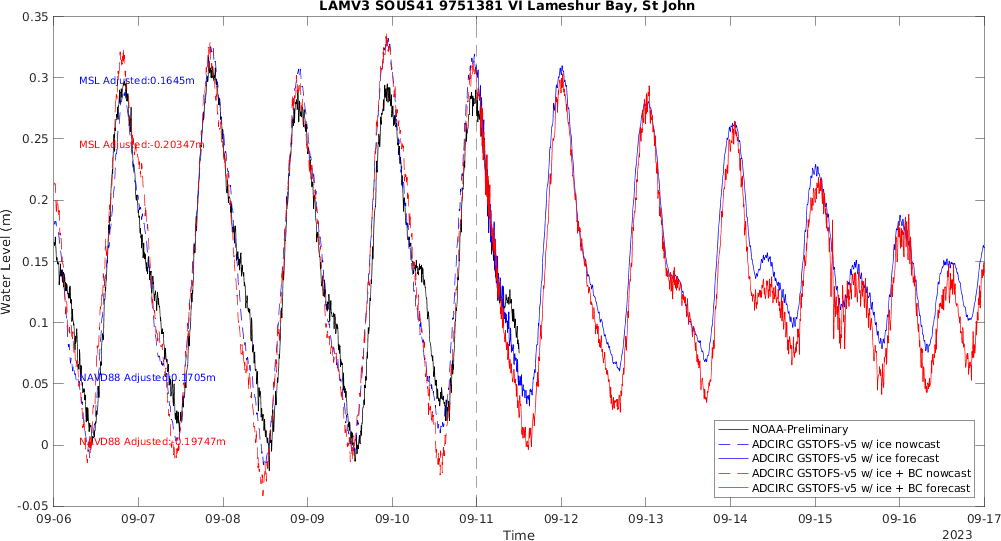 LAMV3 SOUS41 9751381 VI Lameshur Bay, St John
0.35
0.3
0.25
0.2
0.15
0.1
0.05
0
-0.05
Water Level (m)
MSL Adjusted:0.1645m
MSL Adjusted:-0.20347m
NAVD88 Adjusted:0.1705m
NAVD88 Adjusted:-0.19747m
NOAA-Preliminary
ADCIRC GSTOFS-v5 w/ ice nowcast
ADCIRC GSTOFS-v5 w/ ice forecast
ADCIRC GSTOFS-v5 w/ ice + BC nowcast
ADCIRC GSTOFS-v5 w/ ice + BC forecast
09-06 09-07 09-08 09-09 09-10 09-11 09-12 09-13 09-14 09-15 09-16 09-17
Time
2023